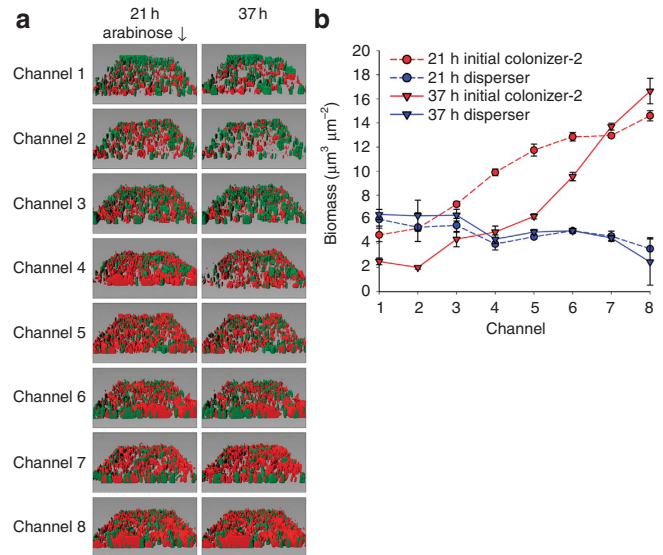 a
21 h
37 h
arabinose ↓
Channel 1
Channel 2
Channel 3
Channel 4
Channel 5
Channel 6
Channel 7
Channel 8
b
20
18
16
14
12
10
8
6
4
2
0
Biomass (μm³ μm⁻²)
21 h initial colonizer-2
21 h disperser
37 h initial colonizer-2
37 h disperser
1 2 3 4 5 6 7 8
Channel